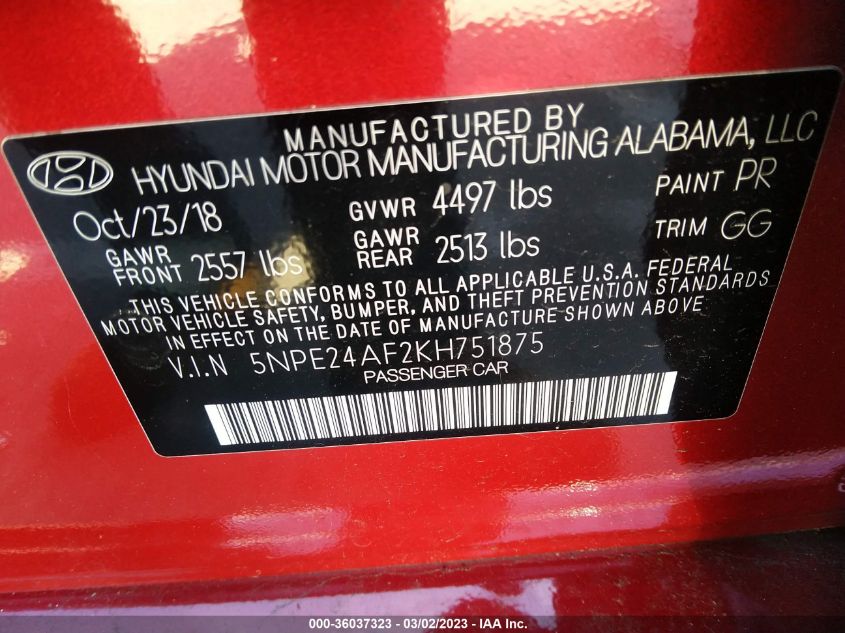 MANUFACTURED BY
HYUNDAI MOTOR MANUFACTURING ALABAMA, LLC
Oct/23/18 GVWR 4497 lbs PAINT PR
GAWR FRONT 2557 lbs GAWR REAR 2513 lbs TRIM GG
THIS VEHICLE CONFORMS TO ALL APPLICABLE U.S.A. FEDERAL
MOTOR VEHICLE SAFETY, BUMPER, AND THEFT PREVENTION STANDARDS
IN EFFECT ON THE DATE OF MANUFACTURE SHOWN ABOVE
V.I.N 5NPE24AF2KH751875
PASSENGER CAR
000-36037323 - 03/02/2023 - IAA Inc.